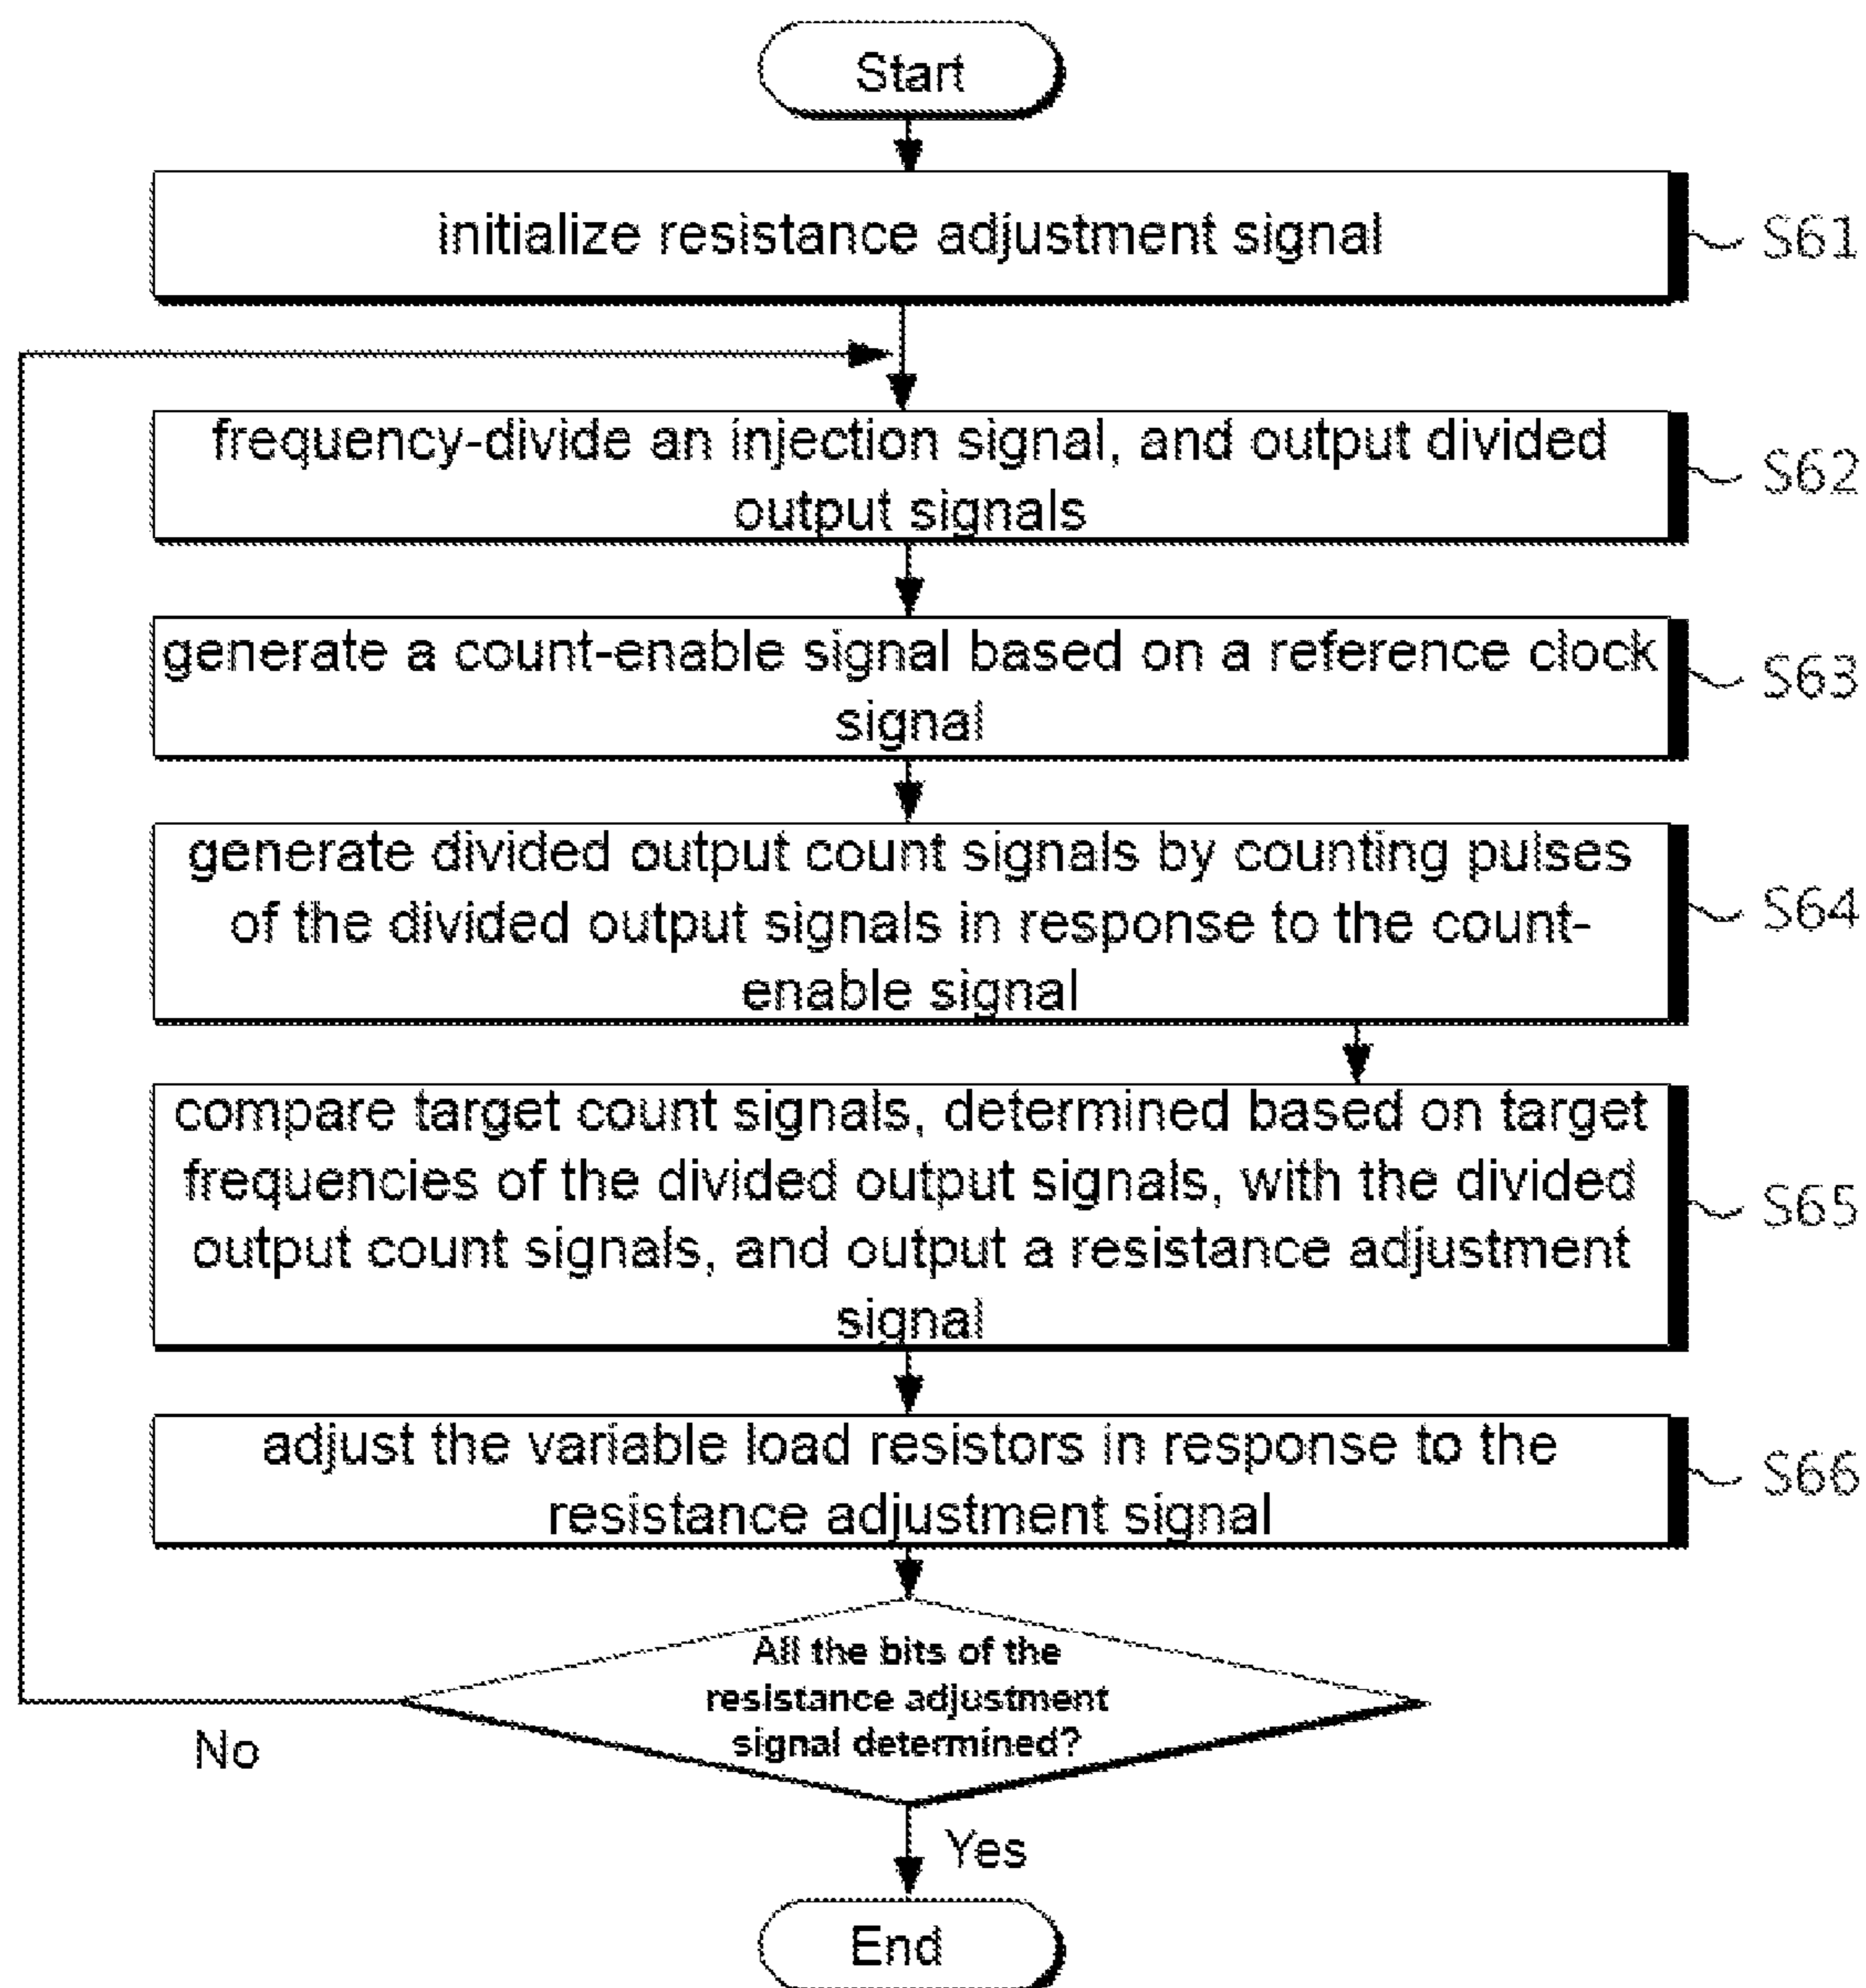 Start
initialize resistance adjustment signal
S61
frequency-divide an injection signal, and output divided
output signals
S62
generate a count-enable signal based on a reference clock
signal
S63
generate divided output count signals by counting pulses
of the divided output signals in response to the count-
enable signal
S64
compare target count signals, determined based on target
frequencies of the divided output signals, with the divided
output count signals, and output a resistance adjustment
signal
S65
adjust the variable load resistors in response to the
resistance adjustment signal
S66
All the bits of the
resistance adjustment
signal determined?
No
Yes
End